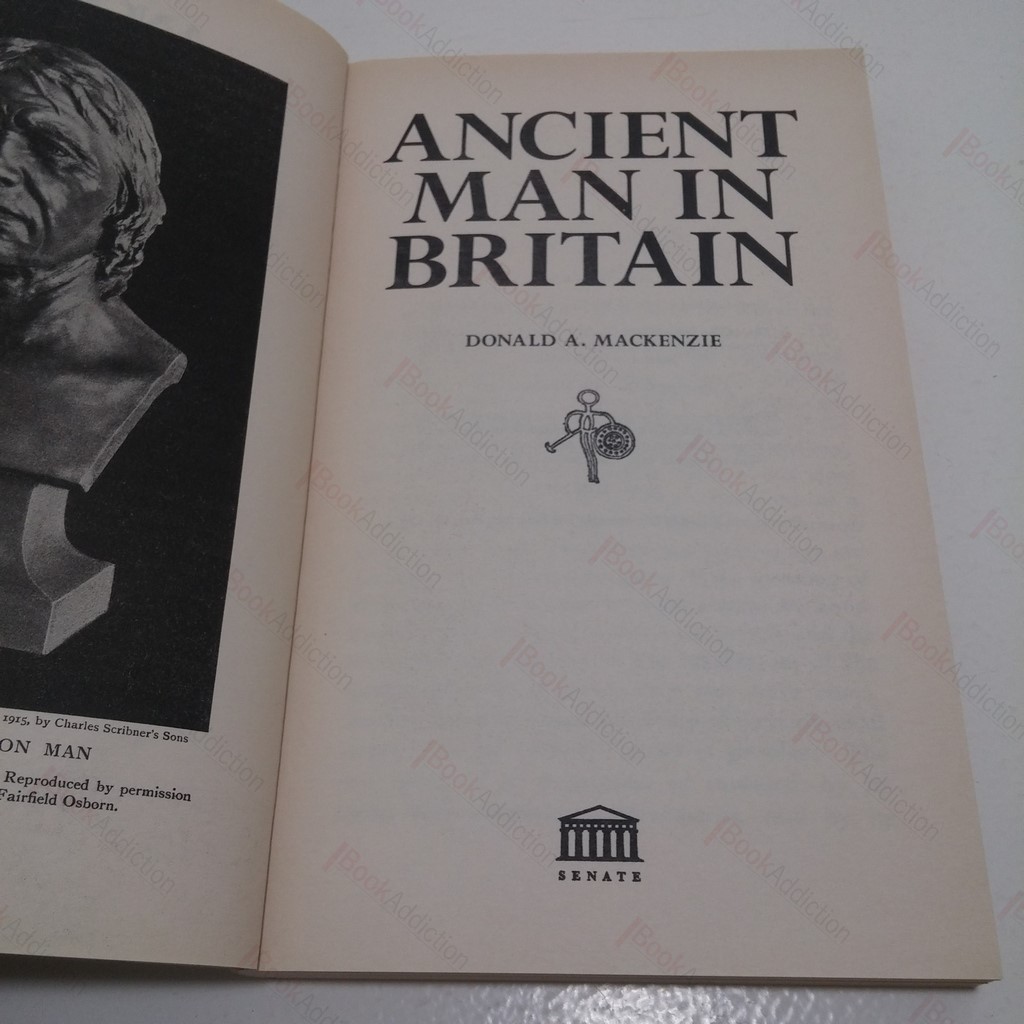 1915, by Charles Scribner's Sons
ON MAN
Reproduced by permission
Fairfield Osborn.
ANCIENT
MAN IN
BRITAIN
DONALD A. MACKENZIE
SENATE
BookAddiction